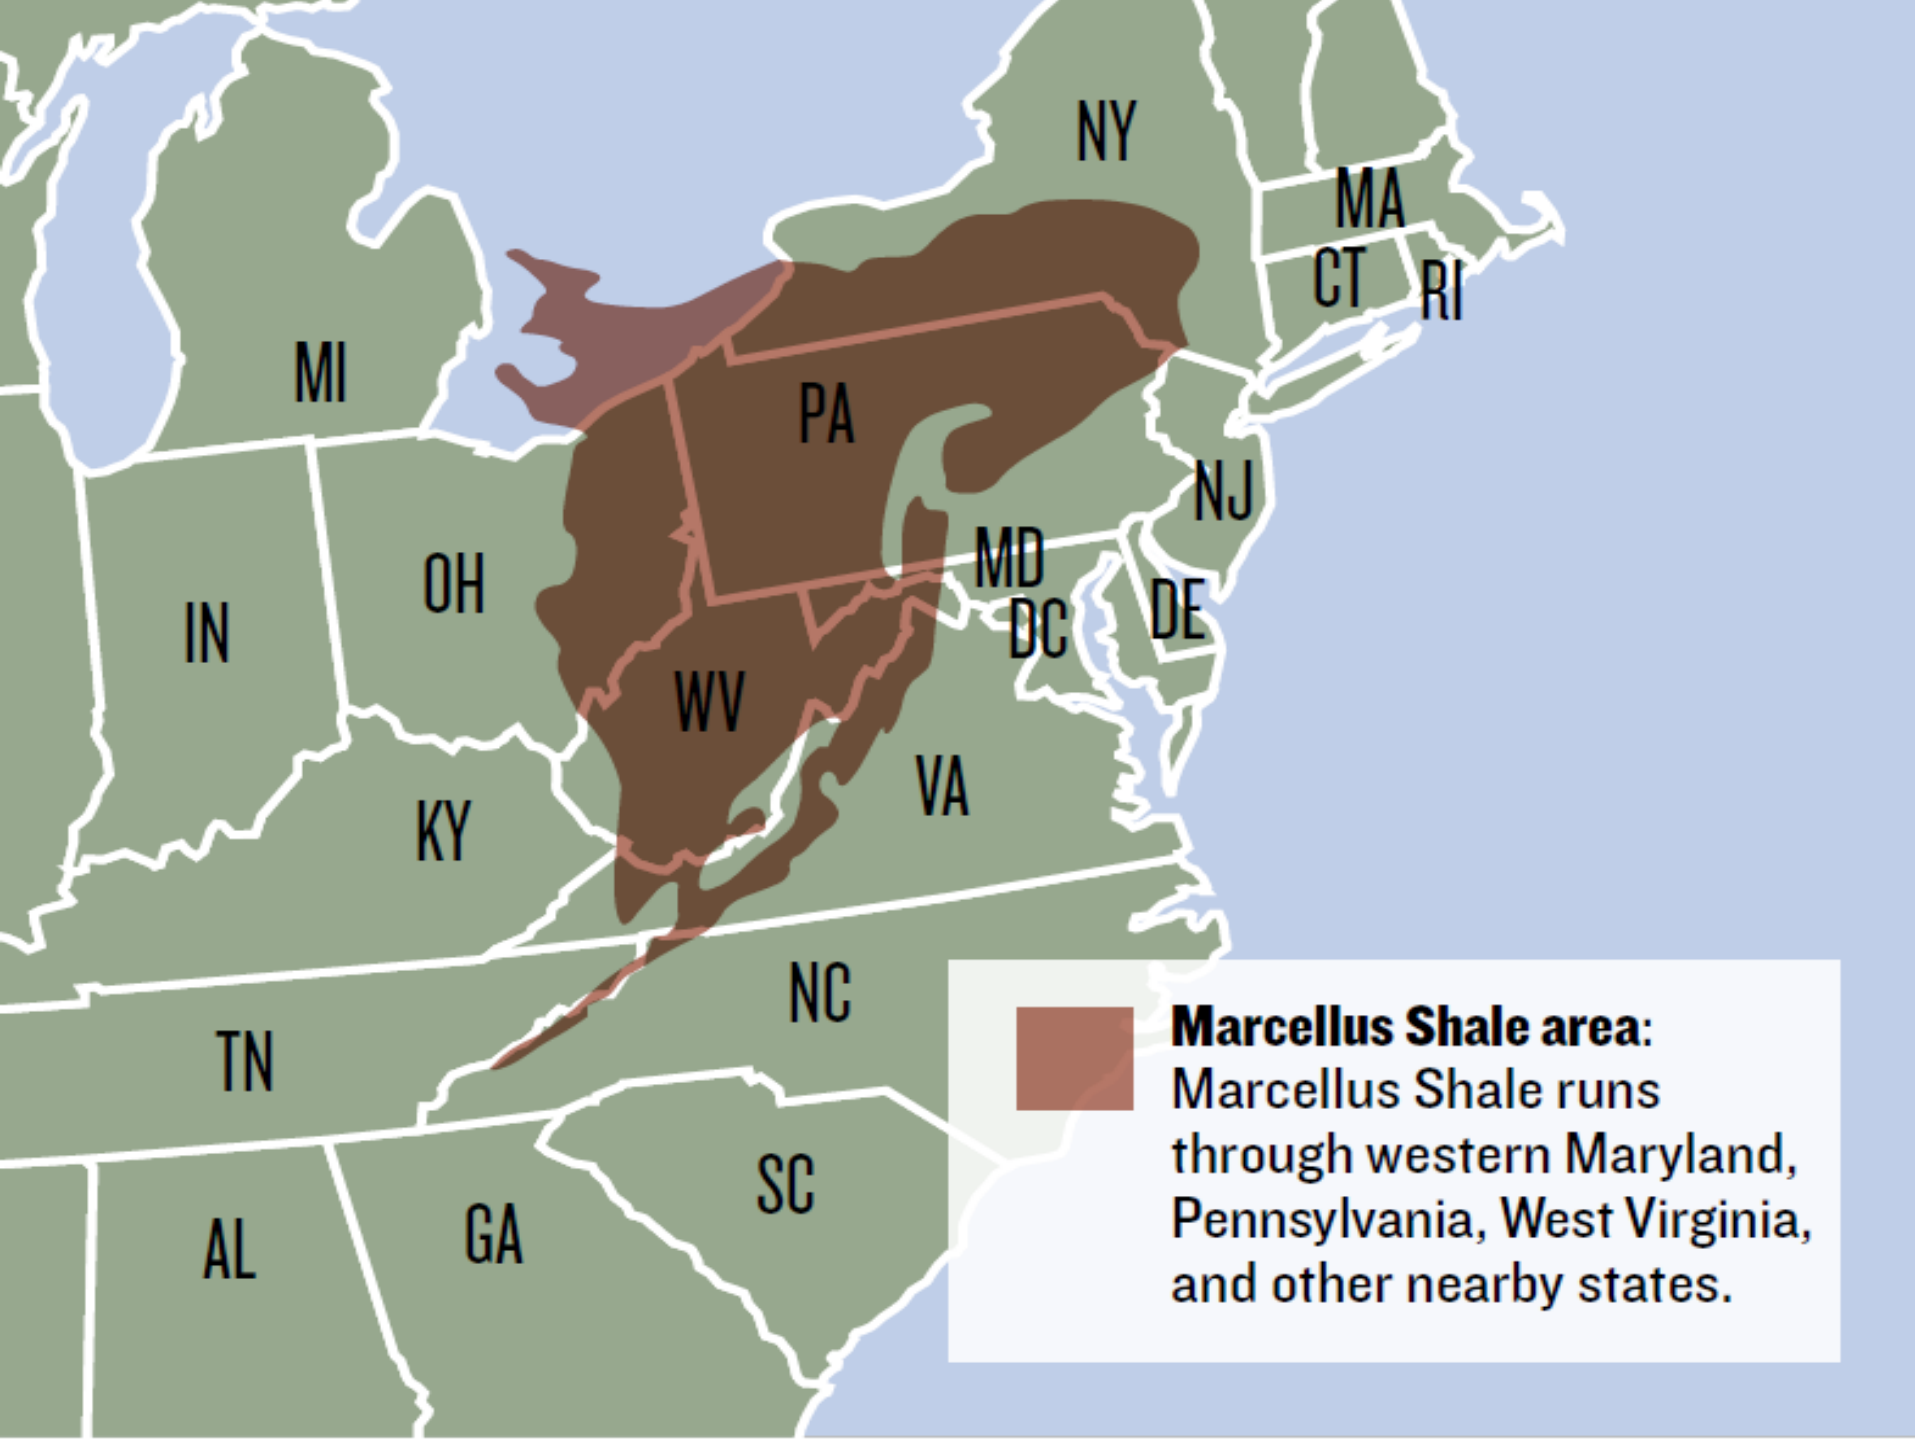 NY
MA
CT
RI
MI
PA
NJ
MD
OH
DE
IN
DC
WV
VA
KY
NC
TN
SC
GA
AL
Marcellus Shale area:
Marcellus Shale runs
through western Maryland,
Pennsylvania, West Virginia,
and other nearby states.